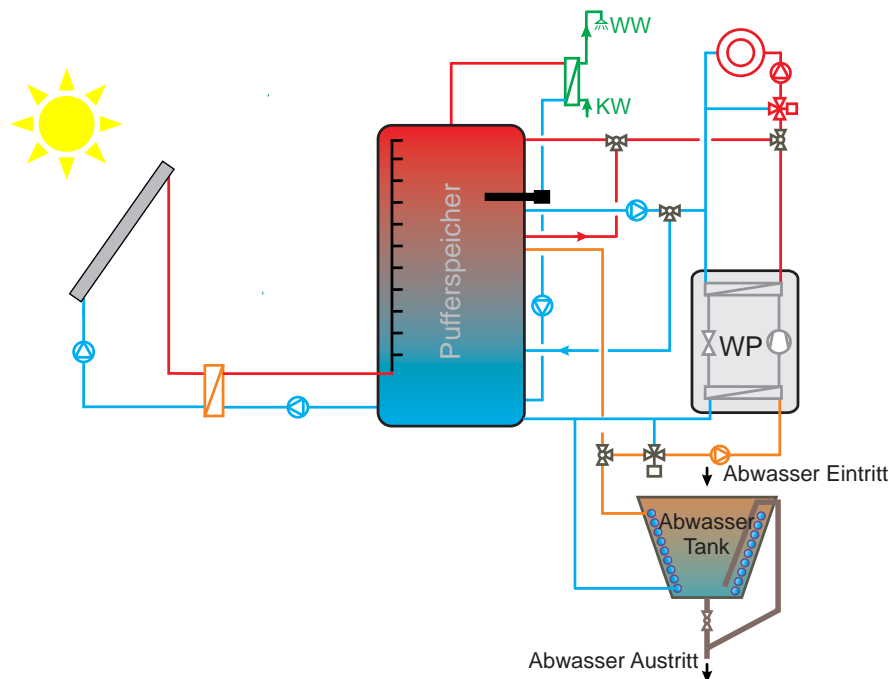 WW
KW
Pufferspeicher
WP
Abwasser Eintritt
Abwasser
Tank
Abwasser Austritt